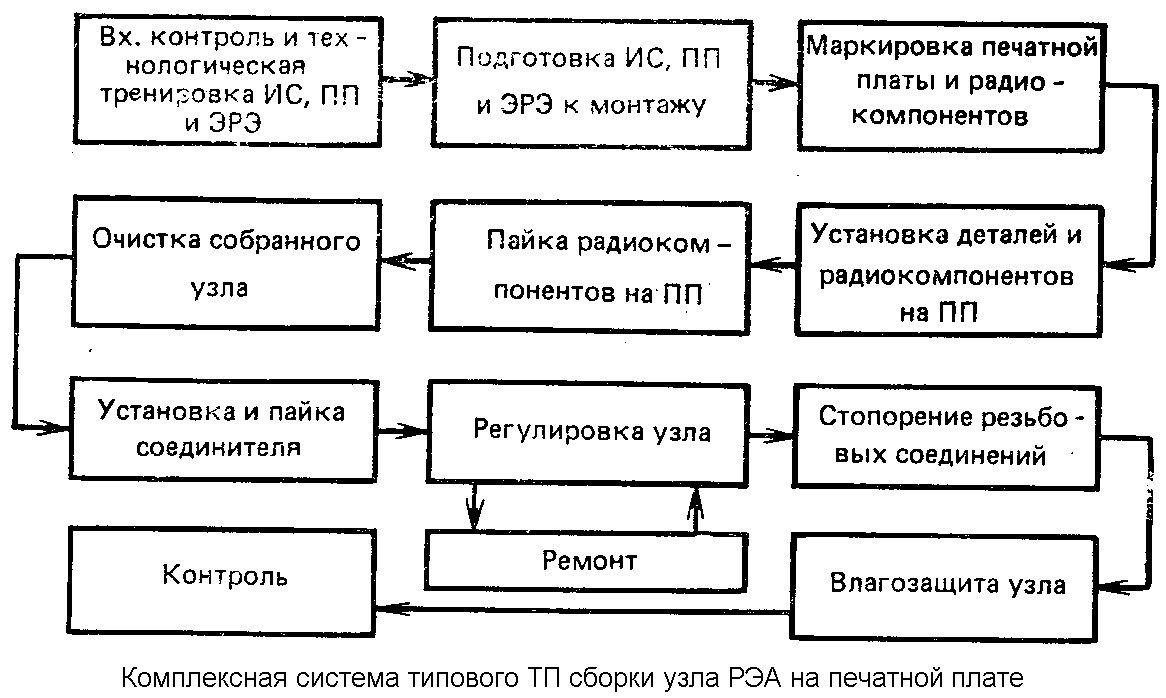 Вх. контроль и тех -
нологическая
тренировка ИС, ПП
и ЭРЭ
Подготовка ИС, ПП
и ЭРЭ к монтажу
Маркировка печатной
платы и радио -
компонентов
Установка деталей и
радиокомпонентов
на ПП
Пайка радиоком -
понентов на ПП
Очистка собранного
узла
Установка и пайка
соединителя
Регулировка узла
Ремонт
Стопорение резьбо -
вых соединений
Влагозащита узла
Контроль
Комплексная система типового ТП сборки узла РЭА на печатной плате